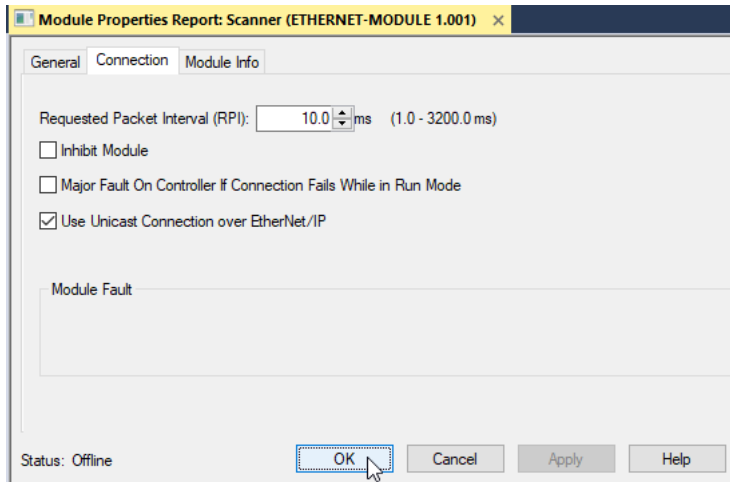 Module Properties Report: Scanner (ETHERNET-MODULE 1.001) ×
General Connection Module Info
Requested Packet Interval (RPI): 10.0 ms (1.0 - 3200.0 ms)
Inhibit Module
Major Fault On Controller If Connection Fails While in Run Mode
Use Unicast Connection over EtherNet/IP
Module Fault
Status: Offline OK Cancel Apply Help